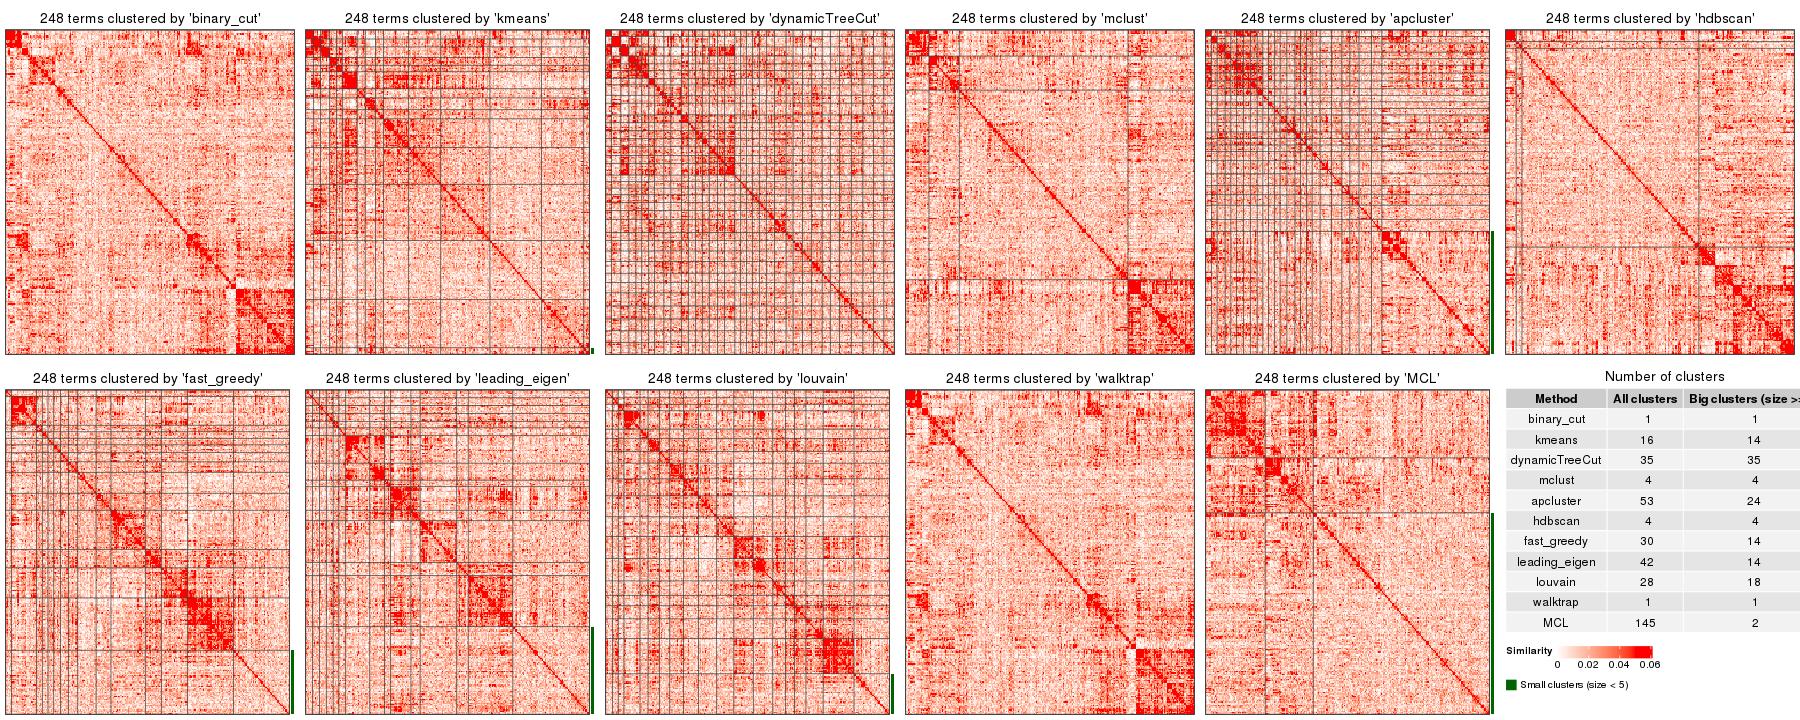 248 terms clustered by 'binary_cut'
248 terms clustered by 'kmeans'
248 terms clustered by 'dynamicTreeCut'
248 terms clustered by 'mclust'
248 terms clustered by 'apcluster'
248 terms clustered by 'hdbscan'
248 terms clustered by 'fast_greedy'
248 terms clustered by 'leading_eigen'
248 terms clustered by 'louvain'
248 terms clustered by 'walktrap'
248 terms clustered by 'MCL'
Number of clusters
Method All clusters Big clusters (size >=
binary_cut 1 1
kmeans 16 14
dynamicTreeCut 35 35
mclust 4 4
apcluster 53 24
hdbscan 4 4
fast_greedy 30 14
leading_eigen 42 14
louvain 28 18
walktrap 1 1
MCL 145 2
Similarity
0 0.02 0.04 0.06
Small clusters (size < 5)